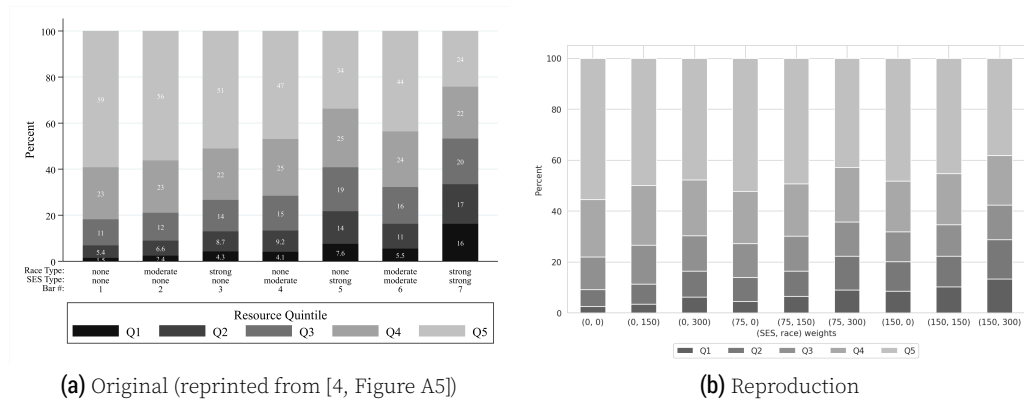 100
80
60
40
20
0
Percent
59 56 51 47 34 44 24
23 23 22 25 25 24 22
11 12 14 15 19 16 20
5.4 6.6 8.7 9.2 14 11 17
1.5 2.4 4.3 4.1 7.6 5.5 16
Race Type: none moderate strong none none moderate strong
SES Type: none none none moderate strong moderate strong
Bar #: 1 2 3 4 5 6 7
Resource Quintile
Q1 Q2 Q3 Q4 Q5
(a) Original (reprinted from [4, Figure A5])
100
80
60
40
20
0
Percent
(0, 0) (0, 150) (0, 300) (75, 0) (75, 150) (75, 300) (150, 0) (150, 150) (150, 300)
(SES, race) weights
Q1 Q2 Q3 Q4 Q5
(b) Reproduction